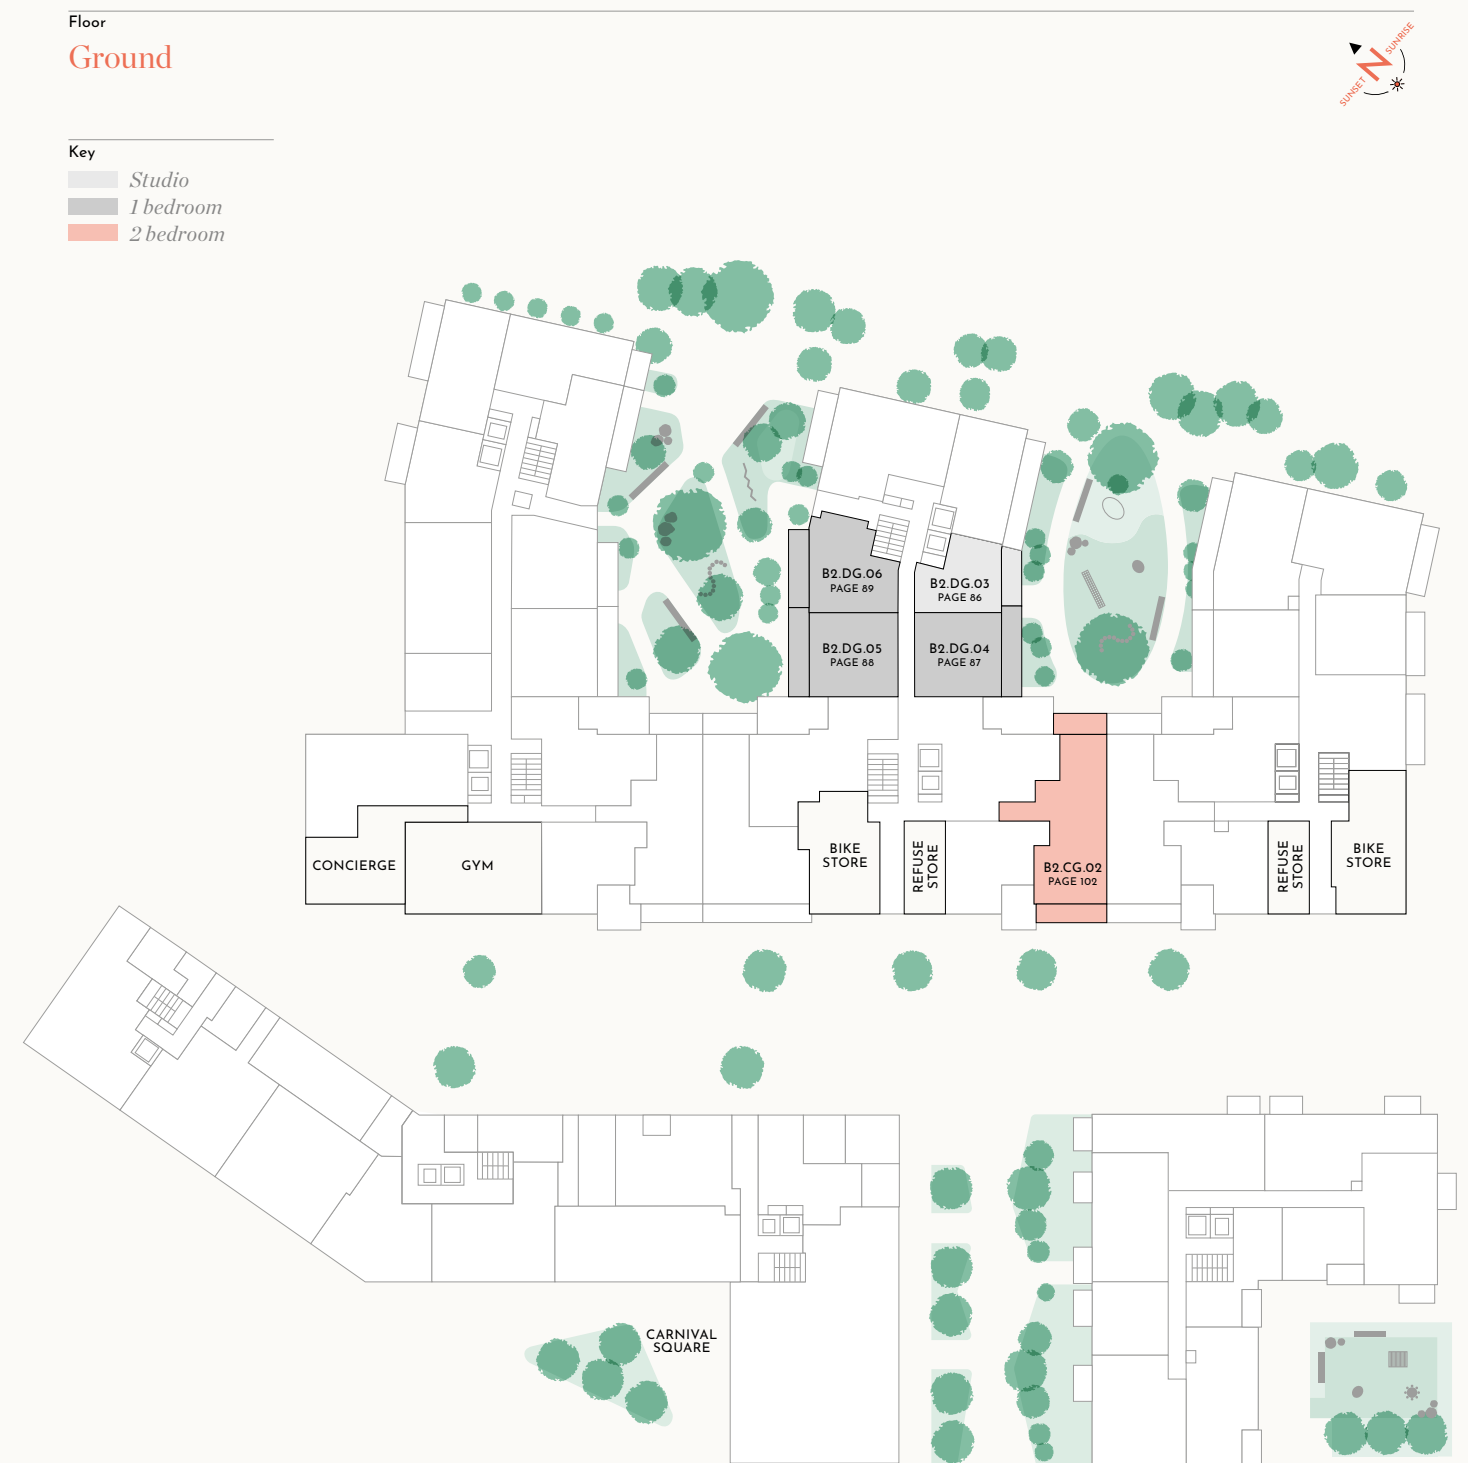 Floor
Ground
N
SUNRISE
SUNSET
Key
Studio
1 bedroom
2 bedroom
B2.DG.06
PAGE 89
B2.DG.03
PAGE 86
B2.DG.05
PAGE 88
B2.DG.04
PAGE 87
CONCIERGE
GYM
BIKE
STORE
REFUSE
STORE
B2.CG.02
PAGE 102
REFUSE
STORE
BIKE
STORE
CARNIVAL
SQUARE